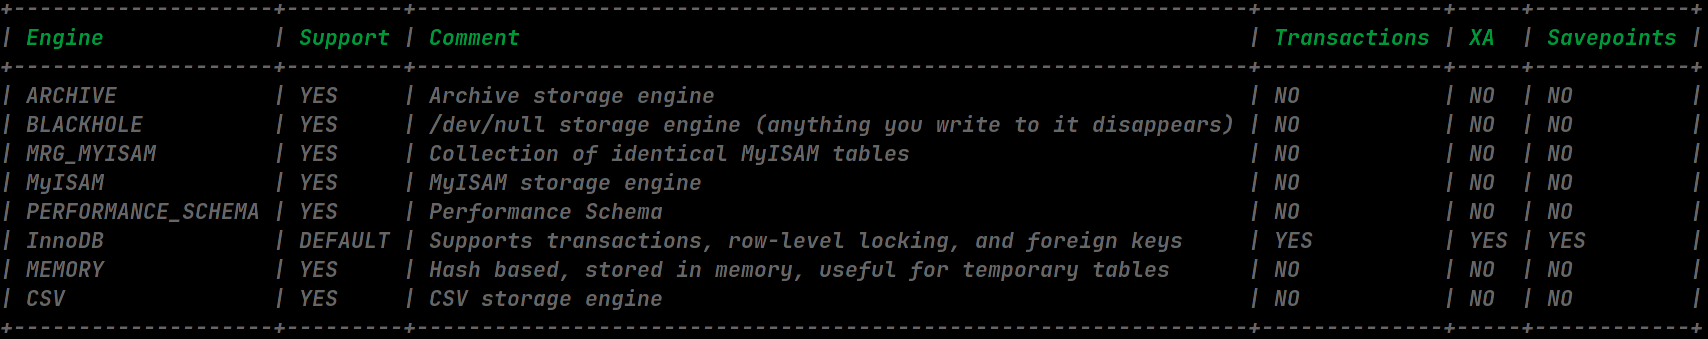 +--------------------+---------+----------------------------------------------------------------+--------------+------+------------+
| Engine             | Support | Comment                                                        | Transactions | XA   | Savepoints |
+--------------------+---------+----------------------------------------------------------------+--------------+------+------------+
| ARCHIVE            | YES     | Archive storage engine                                         | NO           | NO   | NO         |
| BLACKHOLE          | YES     | /dev/null storage engine (anything you write to it disappears) | NO           | NO   | NO         |
| MRG_MYISAM         | YES     | Collection of identical MyISAM tables                          | NO           | NO   | NO         |
| MyISAM             | YES     | MyISAM storage engine                                          | NO           | NO   | NO         |
| PERFORMANCE_SCHEMA | YES     | Performance Schema                                             | NO           | NO   | NO         |
| InnoDB             | DEFAULT | Supports transactions, row-level locking, and foreign keys     | YES          | YES  | YES        |
| MEMORY             | YES     | Hash based, stored in memory, useful for temporary tables      | NO           | NO   | NO         |
| CSV                | YES     | CSV storage engine                                             | NO           | NO   | NO         |
+--------------------+---------+----------------------------------------------------------------+--------------+------+------------+